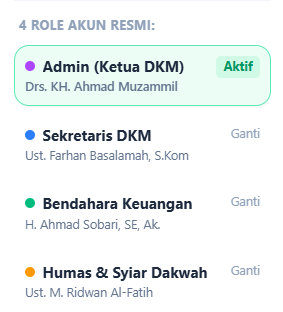 4 ROLE AKUN RESMI:
Admin (Ketua DKM) Aktif
Drs. KH. Ahmad Muzammil
Sekretaris DKM Ganti
Ust. Farhan Basalamah, S.Kom
Bendahara Keuangan Ganti
H. Ahmad Sobari, SE, Ak.
Humas & Syiar Dakwah Ganti
Ust. M. Ridwan Al-Fatih